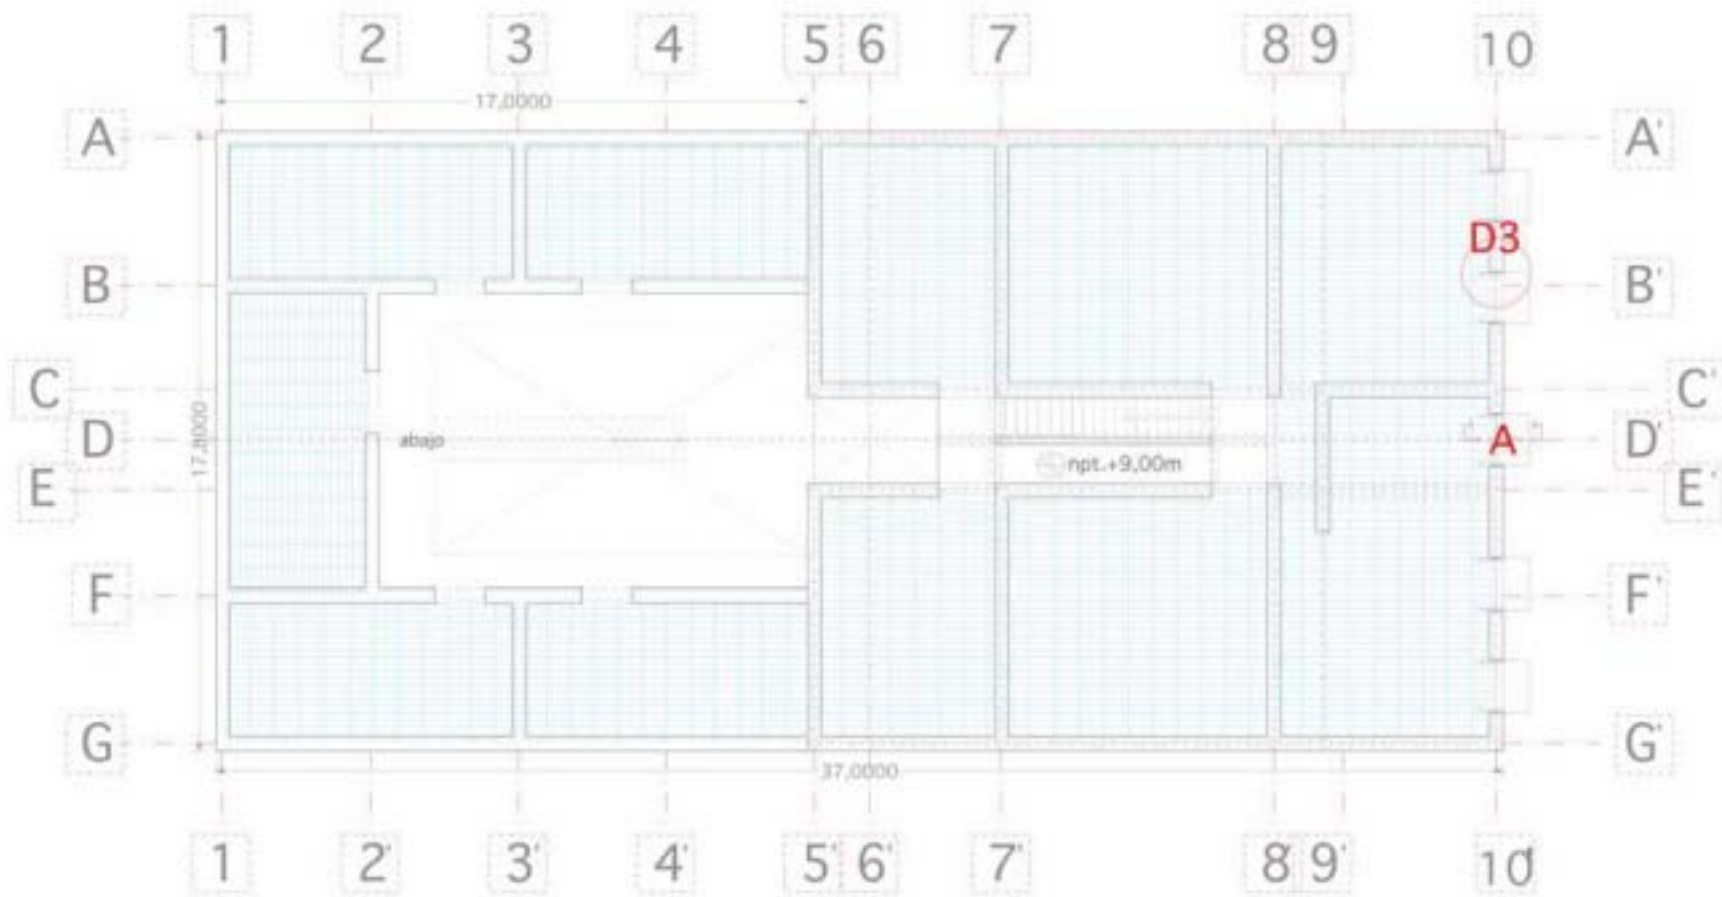 1 2 3 4 5 6 7 8 9 10
17,0000
A A'
D3
B B'
C C'
17,8000
D abajo A D'
npt.+9,00m
E E'
F F'
G G'
37,0000
1 2' 3' 4' 5' 6' 7' 8' 9' 10'